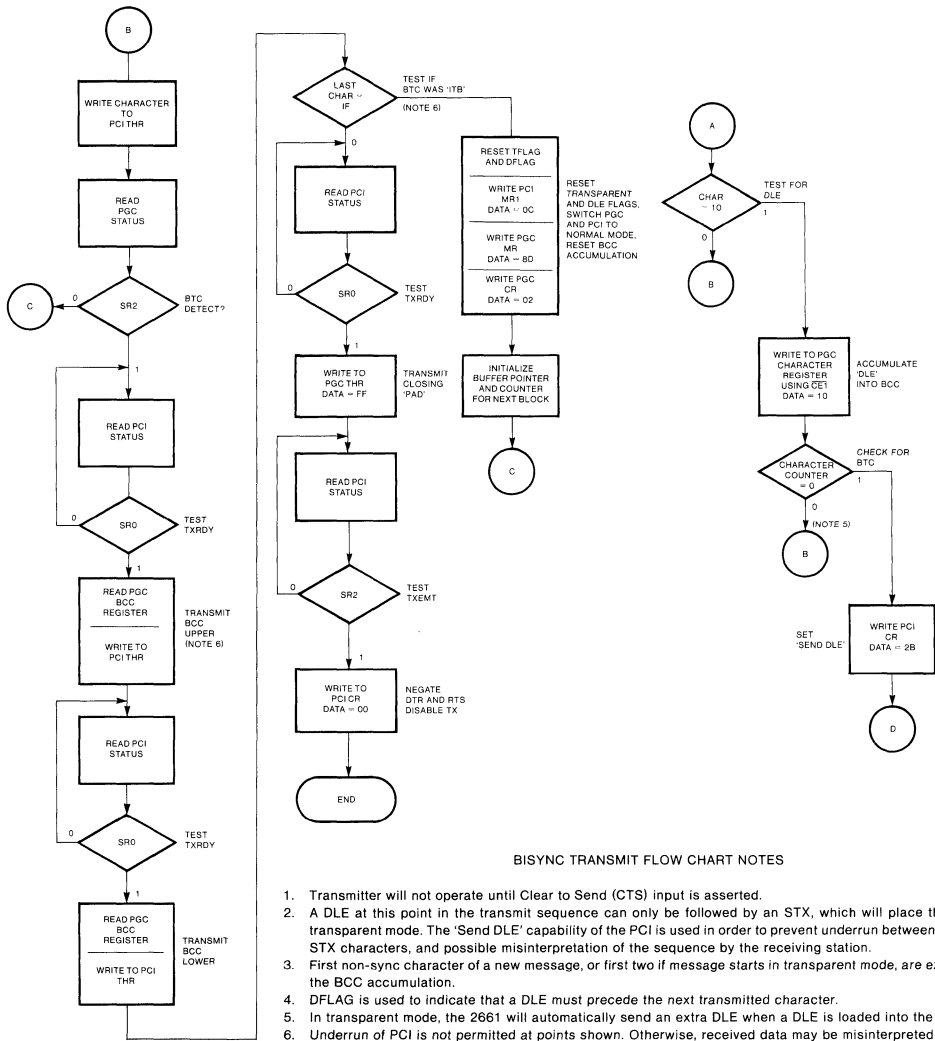 B
WRITE CHARACTER
TO
PCI THR
READ
PGC
STATUS
C
0
SR2
BTC
DETECT?
1
READ PCI
STATUS
0
SR0
TEST
TXRDY
1
READ PGC
BCC
REGISTER
WRITE TO
PCI THR
TRANSMIT
BCC
UPPER
(NOTE 6)
READ PCI
STATUS
0
SR0
TEST
TXRDY
1
READ PGC
BCC
REGISTER
WRITE TO PCI
THR
TRANSMIT
BCC
LOWER
LAST
CHAR =
IF
TEST IF
BTC WAS 'ITB'
(NOTE 6)
0
READ PCI
STATUS
0
SR0
TEST
TXRDY
1
WRITE TO
PGC THR
DATA = FF
TRANSMIT
CLOSING
'PAD'
READ PCI
STATUS
0
SR2
TEST
TXEMT
1
WRITE TO
PCI CR
DATA = 00
NEGATE
DTR AND RTS
DISABLE TX
END
RESET TFLAG
AND DFLAG
WRITE PCI
MR1
DATA = 0C
WRITE PGC
MR
DATA = 8D
WRITE PGC
CR
DATA = 02
RESET
TRANSPARENT
AND DLE FLAGS,
SWITCH PGC
AND PCI TO
NORMAL MODE,
RESET BCC
ACCUMULATION
INITIALIZE
BUFFER POINTER
AND COUNTER
FOR NEXT BLOCK
C
A
CHAR
= 10
TEST FOR
DLE
1
0
B
WRITE TO PGC
CHARACTER
REGISTER
USING CE1
DATA = 10
ACCUMULATE
'DLE'
INTO BCC
CHARACTER
COUNTER
= 0
CHECK FOR
BTC
1
0
(NOTE 5)
B
SET
'SEND DLE'
WRITE PCI
CR
DATA = 2B
D
BISYNC TRANSMIT FLOW CHART NOTES
1. Transmitter will not operate until Clear to Send (CTS) input is asserted.
2. A DLE at this point in the transmit sequence can only be followed by an STX, which will place th
transparent mode. The 'Send DLE' capability of the PCI is used in order to prevent underrun between
STX characters, and possible misinterpretation of the sequence by the receiving station.
3. First non-sync character of a new message, or first two if message starts in transparent mode, are e
the BCC accumulation.
4. DFLAG is used to indicate that a DLE must precede the next transmitted character.
5. In transparent mode, the 2661 will automatically send an extra DLE when a DLE is loaded into the
6. Underrun of PCI is not permitted at points shown. Otherwise, received data may be misinterpreted